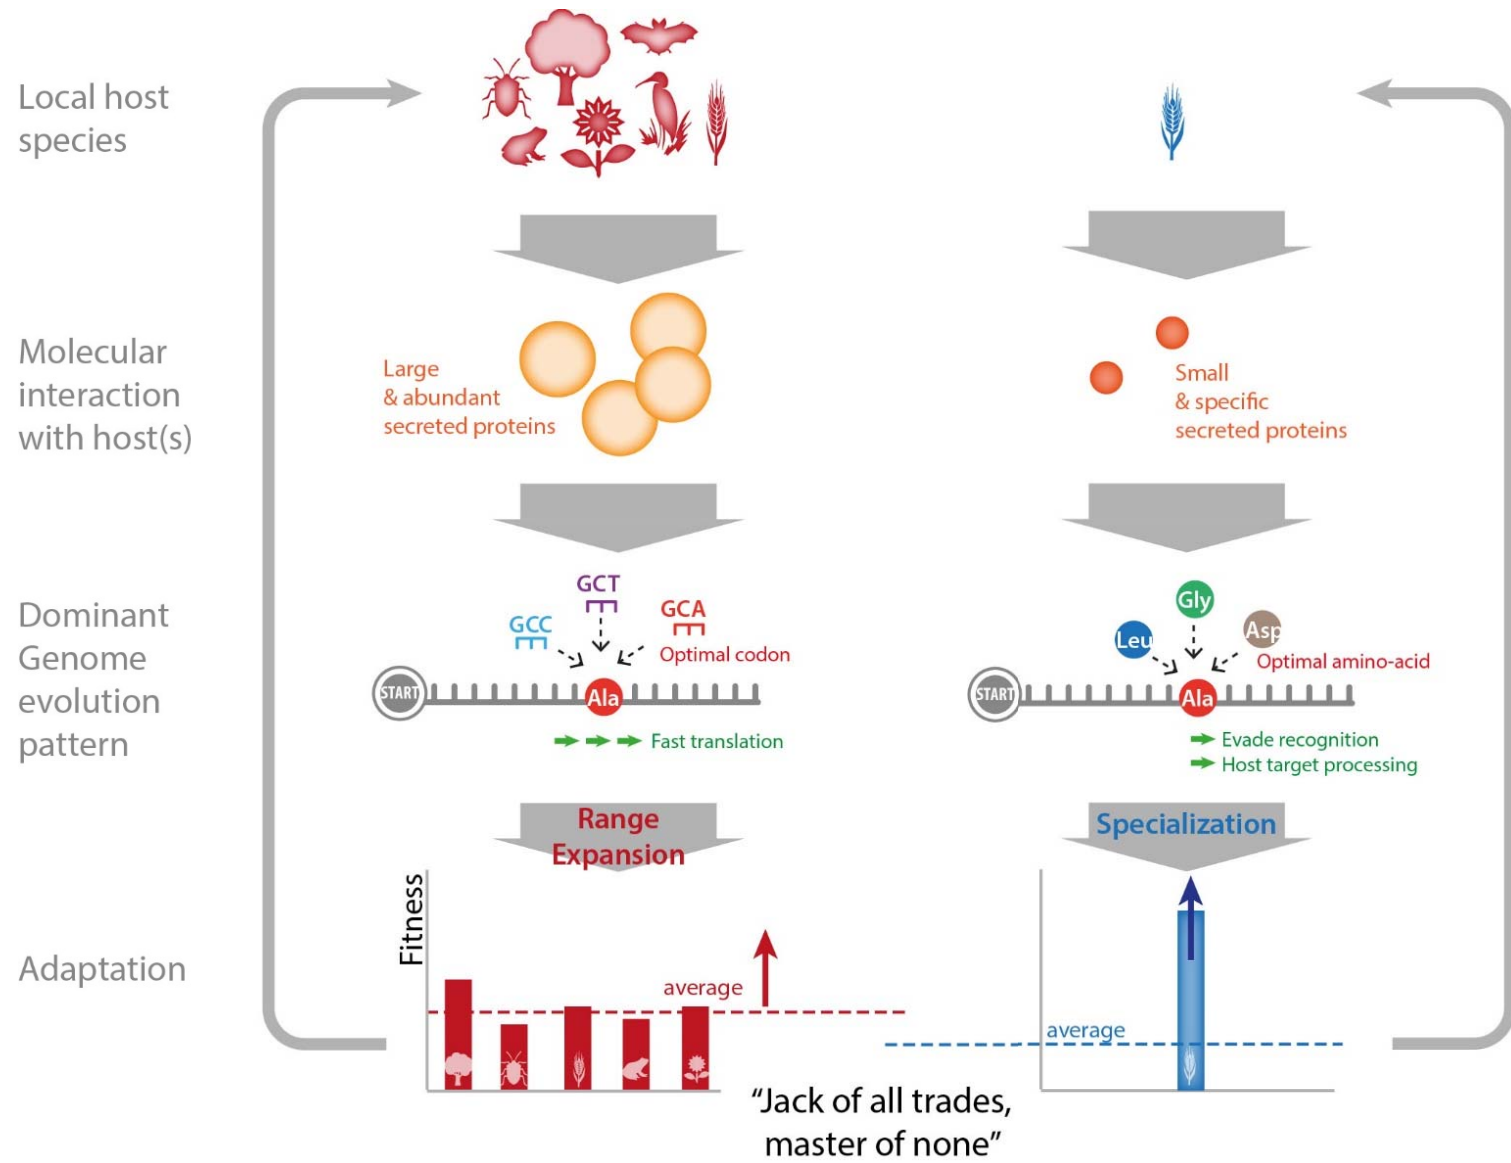 Local host
species
Molecular
interaction
with host(s)
Large
& abundant
secreted proteins
Small
& specific
secreted proteins
Dominant
Genome
evolution
pattern
GCC
GCT
GCA
Optimal codon
START
Ala
Fast translation
Leu
Gly
Asp
Optimal amino-acid
START
Ala
Evade recognition
Host target processing
Range
Expansion
Specialization
Adaptation
Fitness
average
average
“Jack of all trades,
master of none”